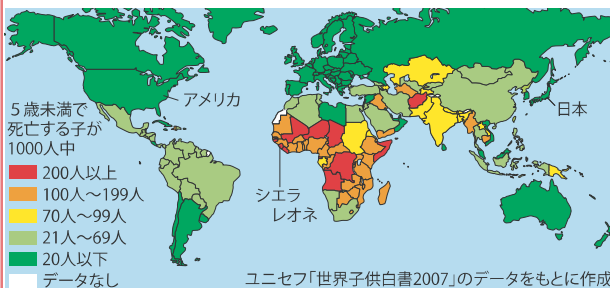 アメリカ
日本
5歳未満で
死亡する子が
1000人中
200人以上
100人〜199人
70人〜99人
21人〜69人
20人以下
データなし
シエラ
レオネ
ユニセフ「世界子供白書2007」のデータをもとに作成